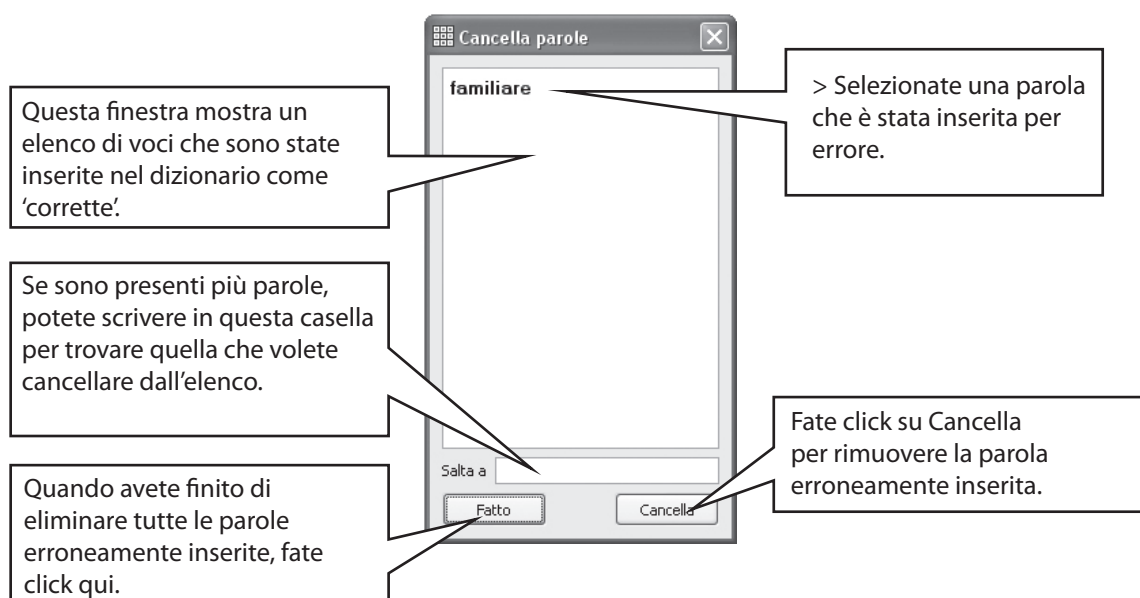 Cancella parole
familiare
> Selezionate una parola
che è stata inserita per
errore.
Questa finestra mostra un
elenco di voci che sono state
inserite nel dizionario come
‘corrette’.
Se sono presenti più parole,
potete scrivere in questa casella
per trovare quella che volete
cancellare dall’elenco.
Fate click su Cancella
per rimuovere la parola
erroneamente inserita.
Salta a
Fatto
Cancella
Quando avete finito di
eliminare tutte le parole
erroneamente inserite, fate
click qui.